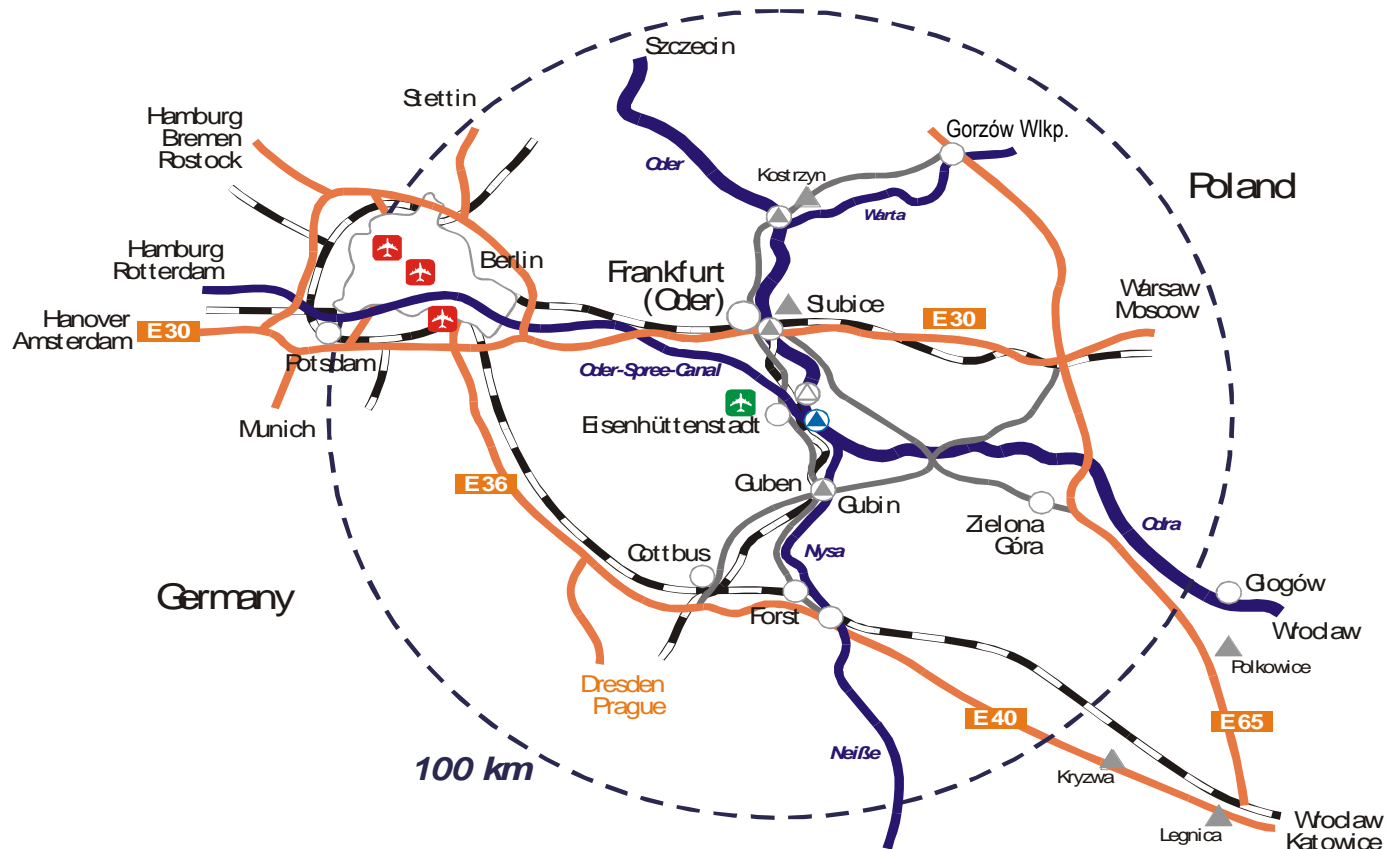 Szczecin
Stettin
Hamburg
Bremen
Rostock
Gorzów Wlkp.
Oder
Kostrzyn
Poland
Warta
Hamburg
Rotterdam
Berlin
Frankfurt
(Oder)
Slubice
Warsaw
Moscow
Hanover
Amsterdam
E30
E30
Potsdam
Oder-Spree-Canal
Munich
Eisenhüttenstadt
E36
Guben
Gubin
Zielona
Góra
Odra
Cottbus
Nysa
Germany
Glogów
Forst
Wroclaw
Polkowice
Dresden
Prague
E40
E65
Neiße
100 km
Kryzwa
Legnica
Wroclaw
Katowice